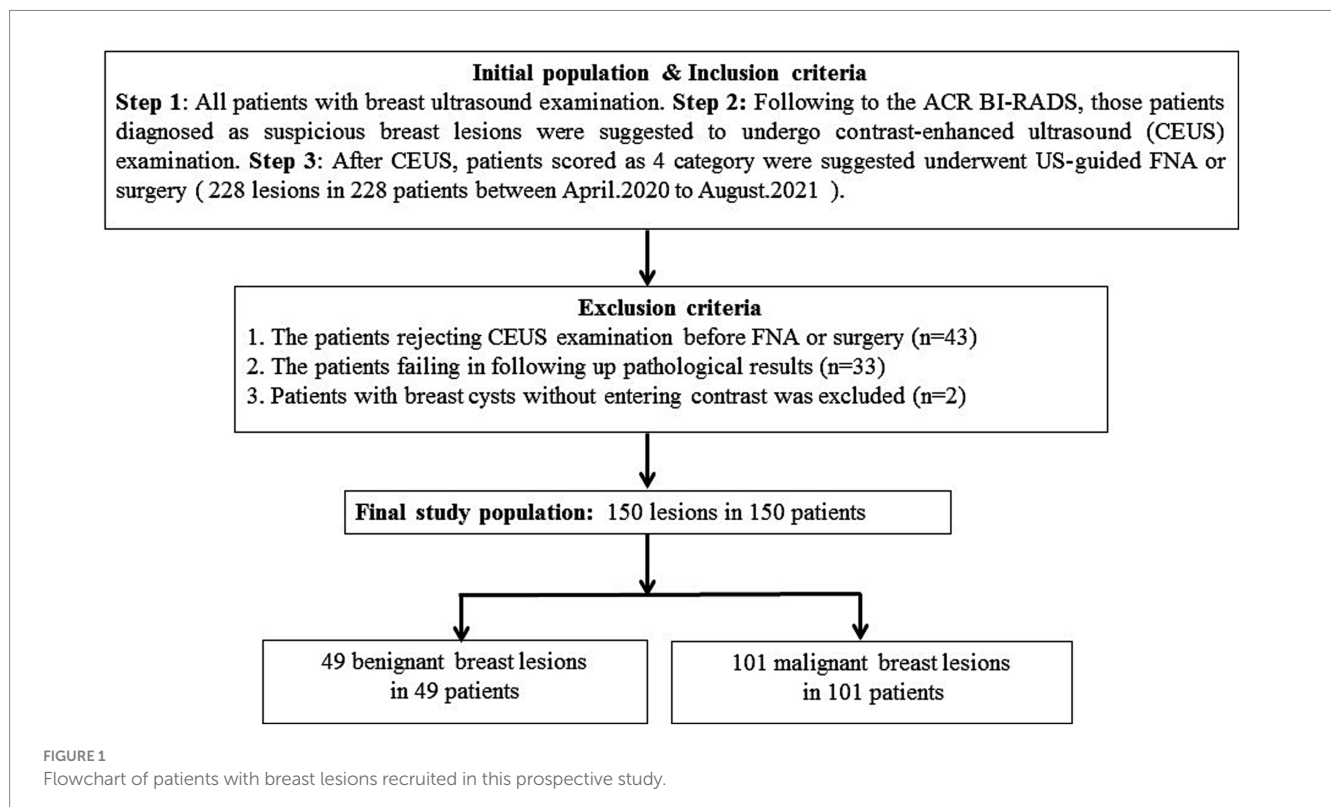 Initial population & Inclusion criteria
Step 1: All patients with breast ultrasound examination. Step 2: Following to the ACR BI-RADS, those patients
diagnosed as suspicious breast lesions were suggested to undergo contrast-enhanced ultrasound (CEUS)
examination. Step 3: After CEUS, patients scored as 4 category were suggested underwent US-guided FNA or
surgery ( 228 lesions in 228 patients between April.2020 to August.2021 ).
Exclusion criteria
1. The patients rejecting CEUS examination before FNA or surgery (n=43)
2. The patients failing in following up pathological results (n=33)
3. Patients with breast cysts without entering contrast was excluded (n=2)
Final study population: 150 lesions in 150 patients
49 benignant breast lesions
in 49 patients
101 malignant breast lesions
in 101 patients
FIGURE 1
Flowchart of patients with breast lesions recruited in this prospective study.